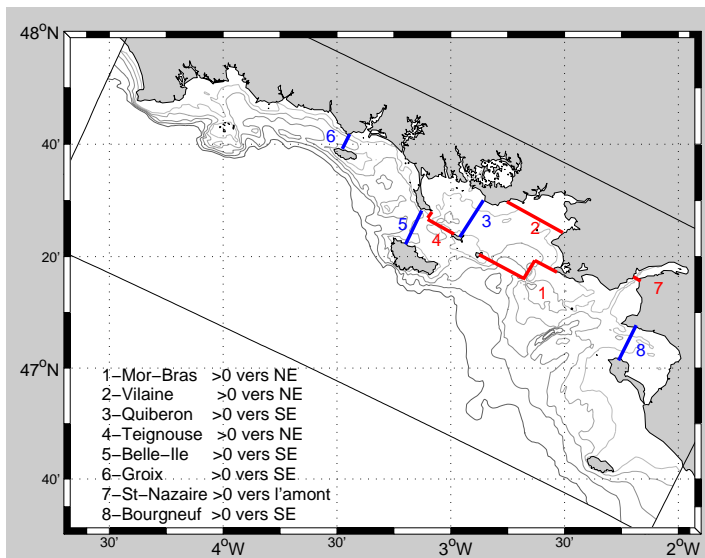 48°N
40'
20'
47°N
40'
6
5
4
3
2
1
7
8
1−Mor−Bras >0 vers NE
2−Vilaine >0 vers NE
3−Quiberon >0 vers SE
4−Teignouse >0 vers NE
5−Belle−Ile >0 vers SE
6−Groix >0 vers SE
7−St−Nazaire >0 vers l'amont
8−Bourgneuf >0 vers SE
30' 4°W 30' 3°W 30' 2°W